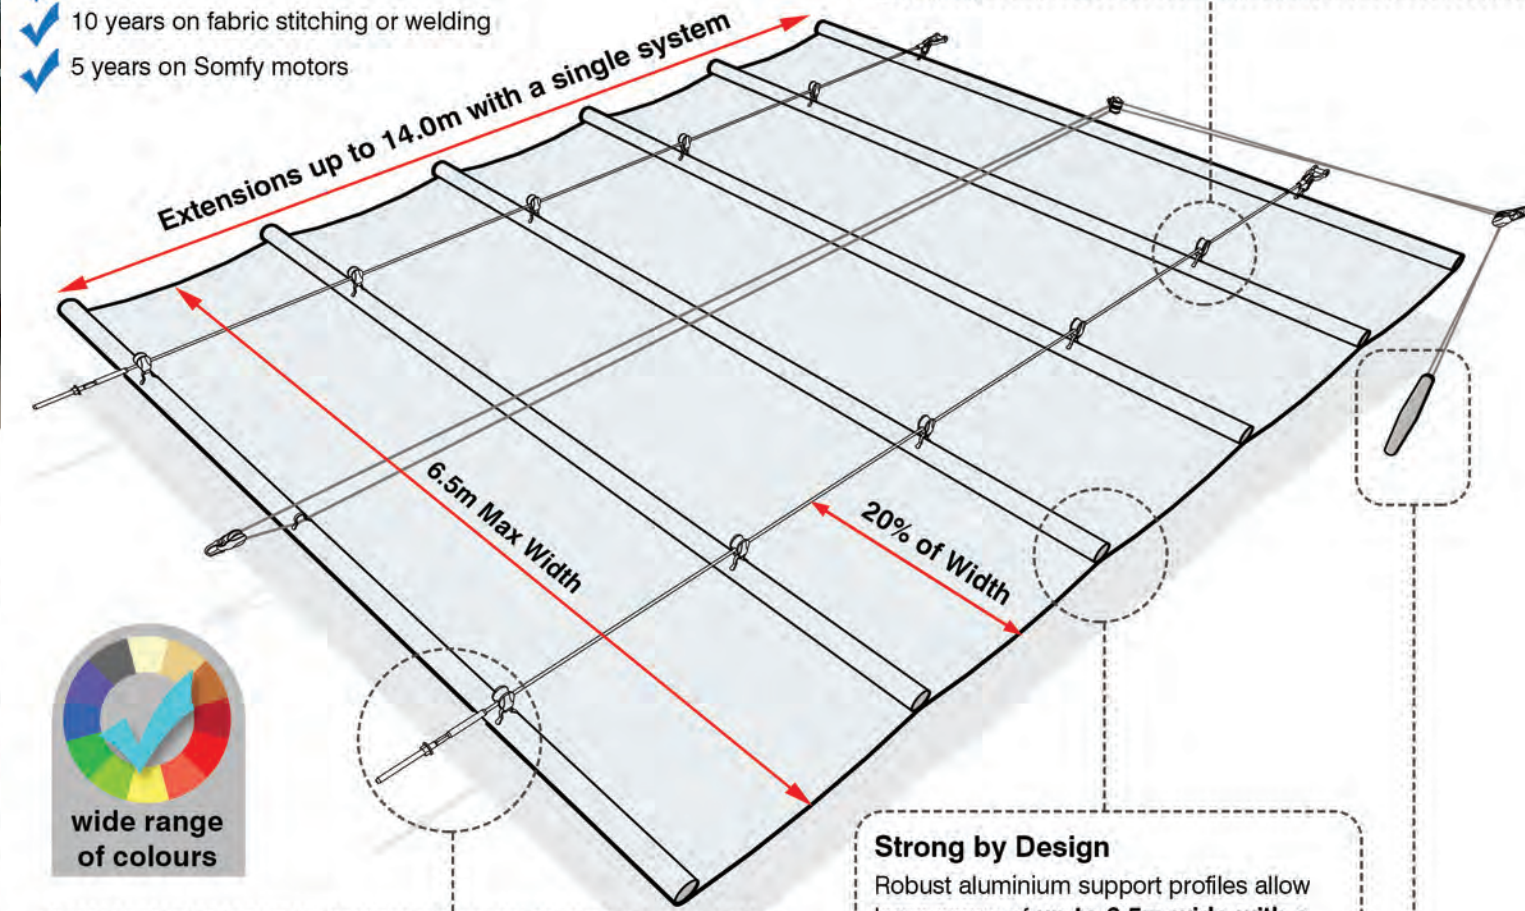 10 years on fabric stitching or welding
5 years on Somfy motors
Extensions up to 14.0m with a single system
6.5m Max Width
20% of Width
wide range
of colours
Strong by Design
Robust aluminium support profiles allow